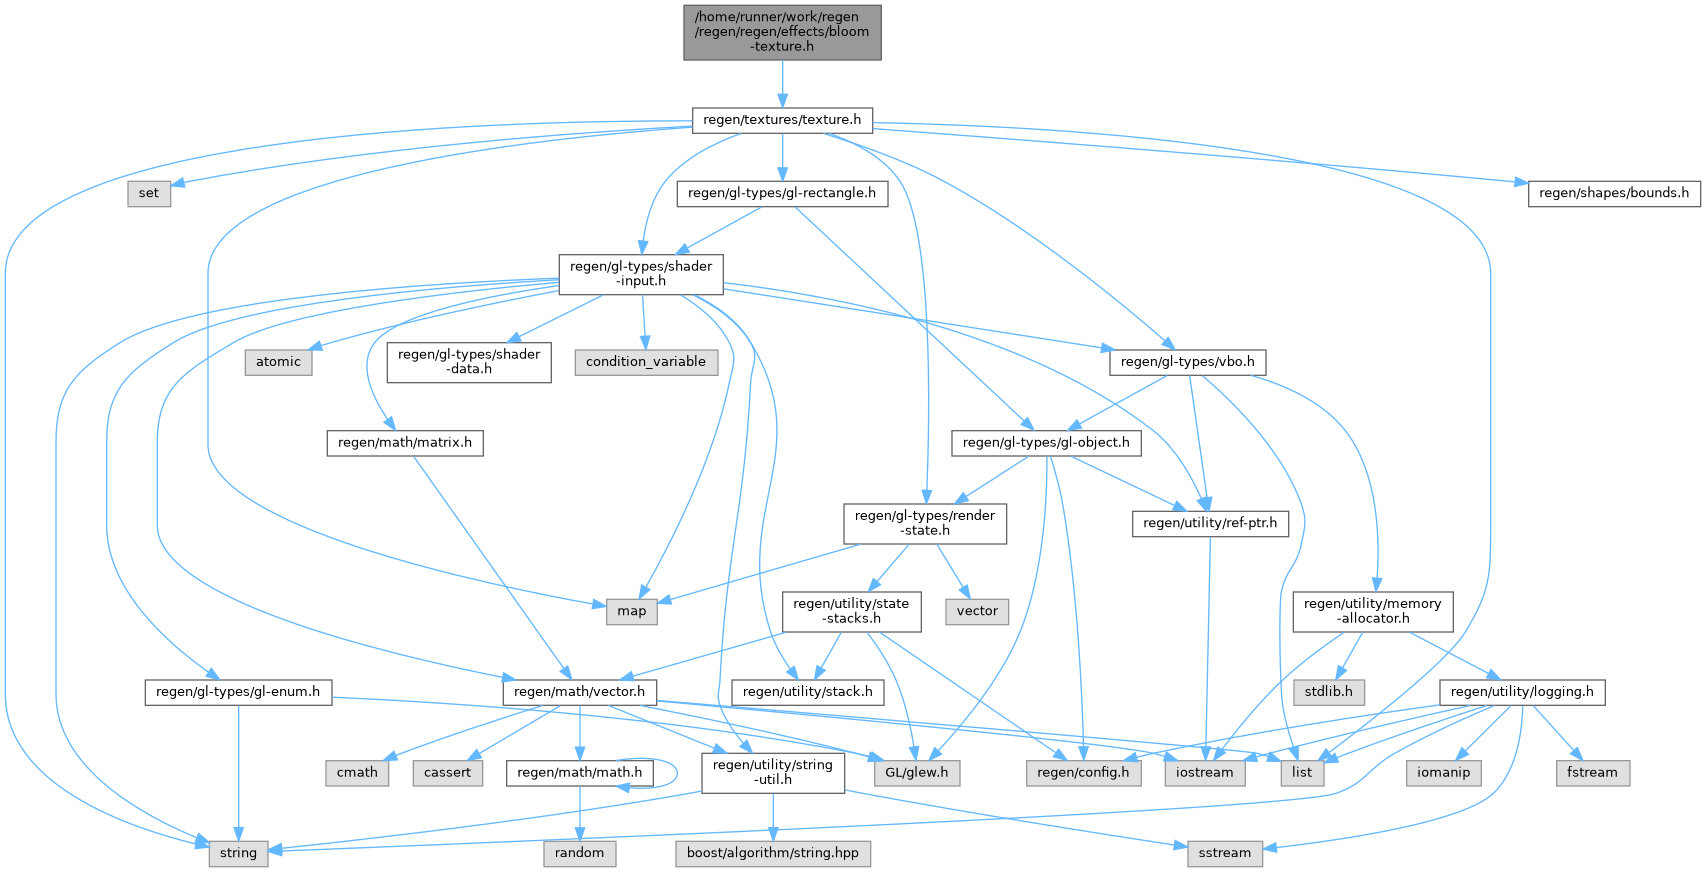 /home/runner/work/regen
/regen/regen/effects/bloom
-texture.h
regen/textures/texture.h
set
regen/gl-types/gl-rectangle.h
regen/shapes/bounds.h
regen/gl-types/shader
-input.h
atomic
regen/gl-types/shader
-data.h
condition_variable
regen/gl-types/vbo.h
regen/math/matrix.h
regen/gl-types/gl-object.h
regen/gl-types/render
-state.h
regen/utility/ref-ptr.h
map
regen/utility/state
-stacks.h
vector
regen/utility/memory
-allocator.h
regen/gl-types/gl-enum.h
regen/math/vector.h
regen/utility/stack.h
stdlib.h
regen/utility/logging.h
cmath
cassert
regen/math/math.h
regen/utility/string
-util.h
GL/glew.h
regen/config.h
iostream
list
iomanip
fstream
string
random
boost/algorithm/string.hpp
sstream